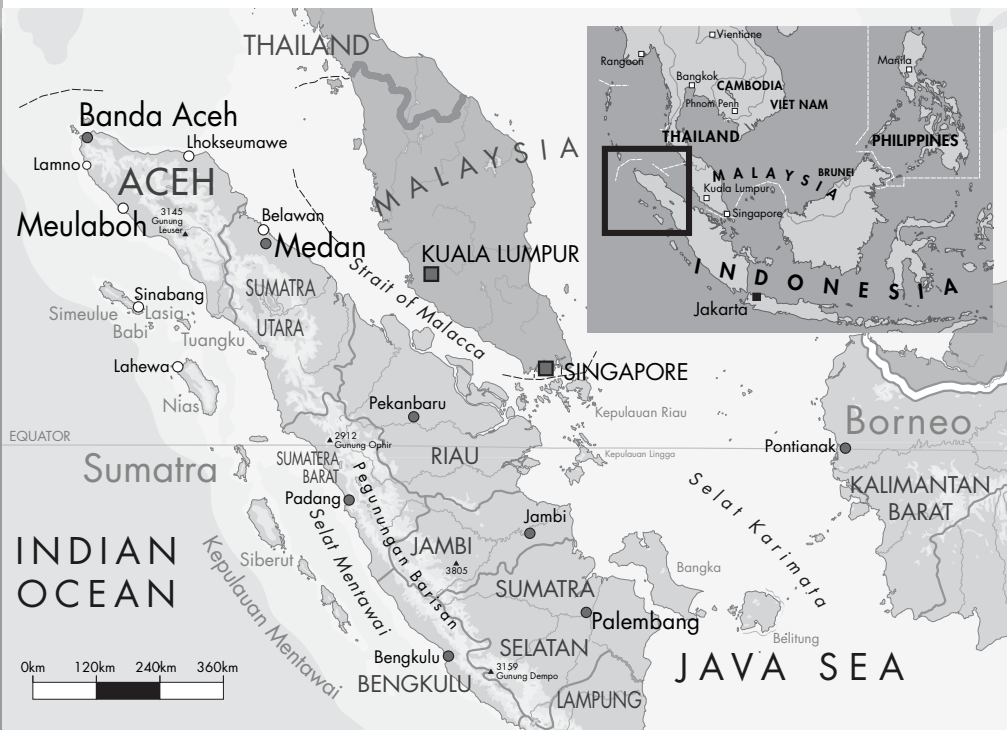 THAILAND
Banda Aceh
Lhokseumawe
Lamno
ACEH
Meulaboh
3145
Gunung
Leuser
Belawan
Medan
MALAYSIA
KUALA LUMPUR
Strait of Malacca
SUMATRA
UTARA
Sinabang
Simeulue
Lasia
Babi
Tuangku
Lahewa
Nias
SINGAPORE
Pekanbaru
Kepulauan Riau
EQUATOR
2912
Gunung Ophir
Kepulauan Lingga
Sumatra
SUMATERA
BARAT
RIAU
Padang
Pegunungan Barisan
Selat Mentawai
Siberut
Kepulauan Mentawai
INDIAN
OCEAN
JAMBI
3805
Jambi
SUMATRA
SELATAN
Palembang
Bangka
Belitung
Selat Karimata
Borneo
Pontianak
KALIMANTAN
BARAT
JAVA SEA
Bengkulu
BENGKULU
3159
Gunung Dempo
LAMPUNG
0km 120km 240km 360km
Vientiane
Rangoon
Manila
Bangkok
CAMBODIA
Phnom Penh
VIET NAM
THAILAND
PHILIPPINES
MALAYSIA
BRUNEI
Kuala Lumpur
Singapore
INDONESIA
Jakarta